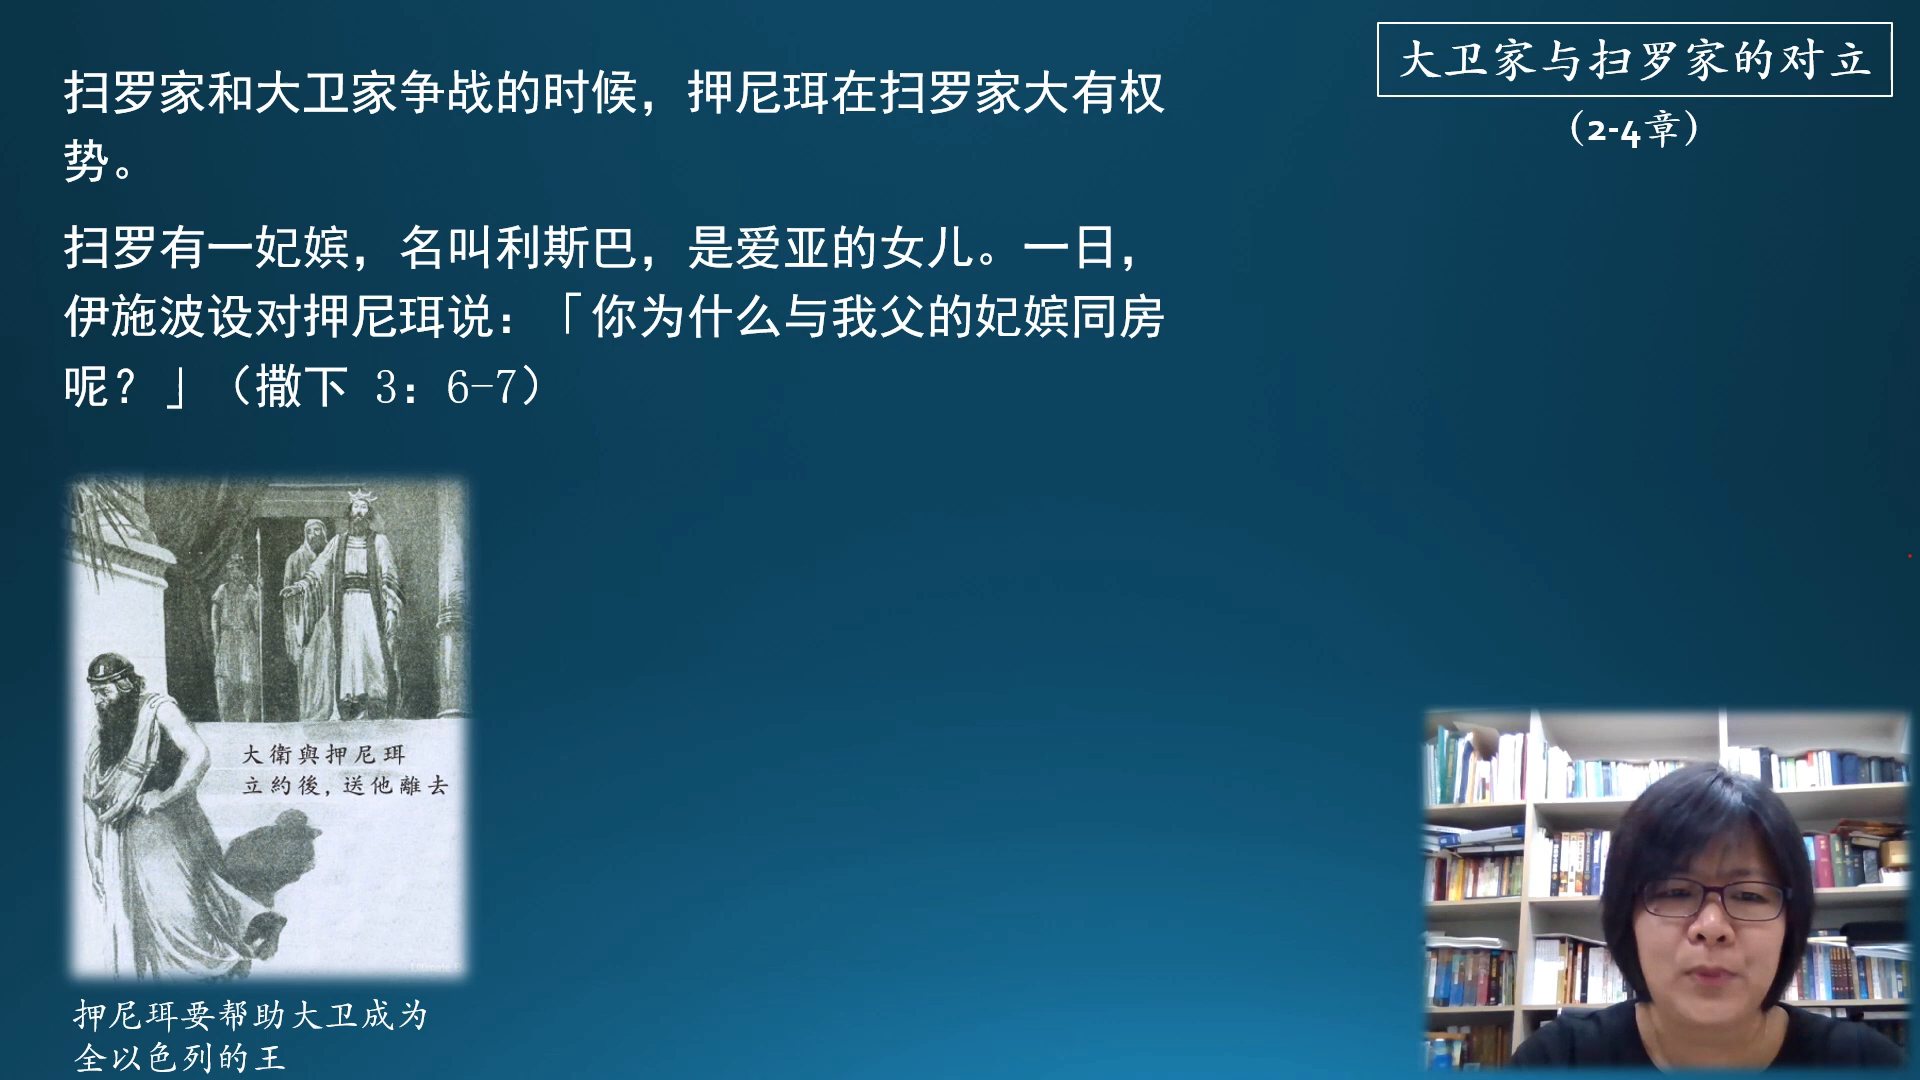 大卫家与扫罗家的对立
（2-4章）
扫罗家和大卫家争战的时候，押尼珥在扫罗家大有权
势。
扫罗有一妃嫔，名叫利斯巴，是爱亚的女儿。一日，
伊施波设对押尼珥说：「你为什么与我父的妃嫔同房
呢？」（撒下 3：6-7）
大衛與押尼珥
立約後，送他離去
押尼珥要帮助大卫成为
全以色列的王